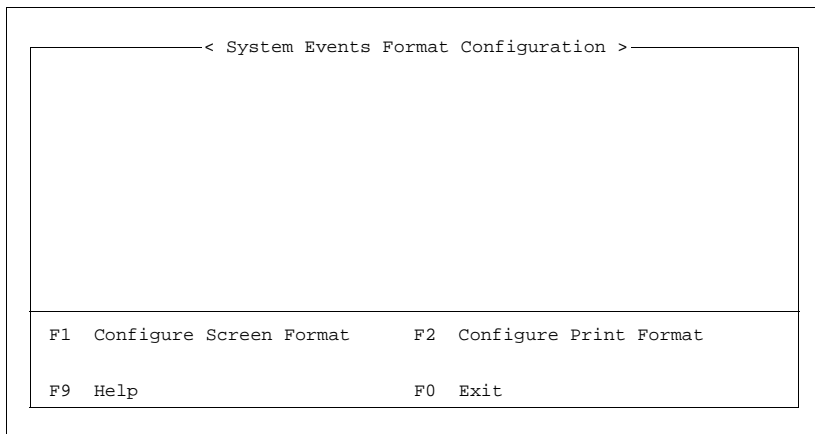 < System Events Format Configuration >
F1 Configure Screen Format F2 Configure Print Format
F9 Help F0 Exit